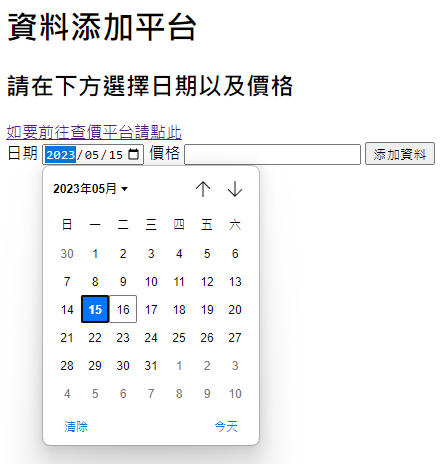 資料添加平台
請在下方選擇日期以及價格
如要前往查價平台請點此
日期 2023/05/15 價格 添加資料
2023年05月
日 一 二 三 四 五 六
30 1 2 3 4 5 6
7 8 9 10 11 12 13
14 15 16 17 18 19 20
21 22 23 24 25 26 27
28 29 30 31 1 2 3
4 5 6 7 8 9 10
清除 今天